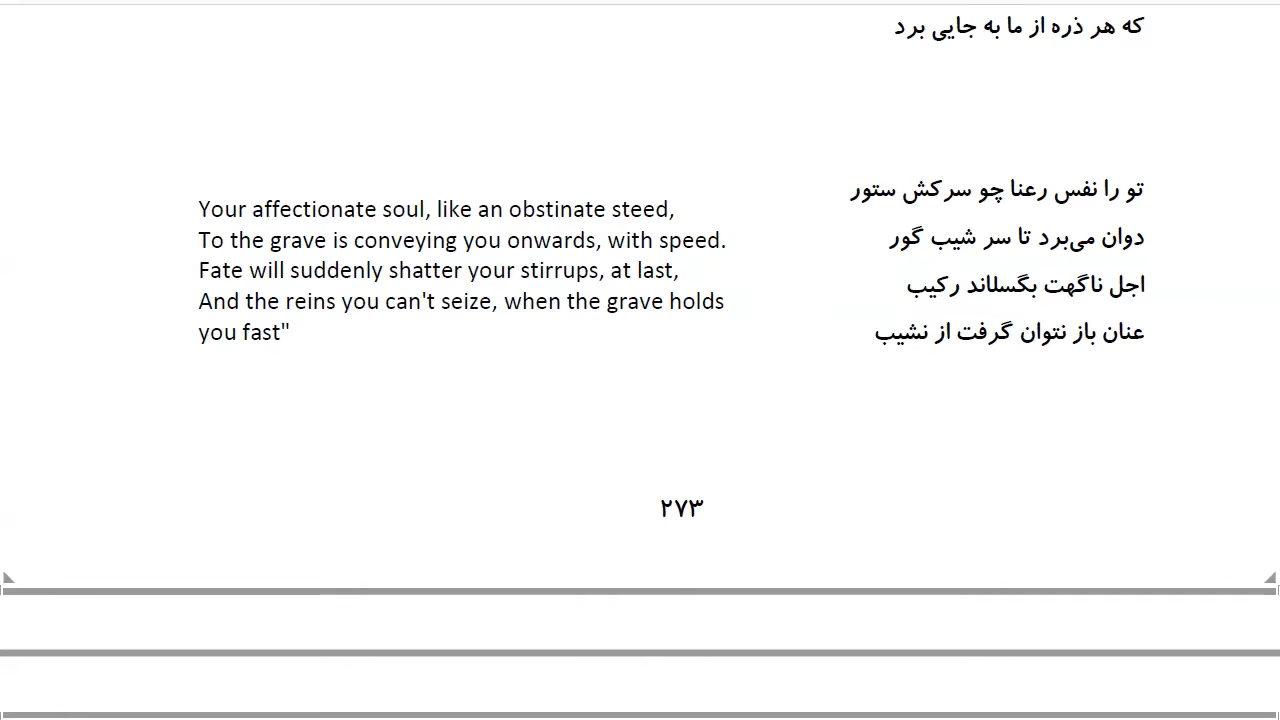 که هر ذره از ما به جایی برد
Your affectionate soul, like an obstinate steed,
To the grave is conveying you onwards, with speed.
Fate will suddenly shatter your stirrups, at last,
And the reins you can't seize, when the grave holds
you fast"
تو را نفس رعنا چو سرکش ستور
دوان می‌برد تا سر شیب گور
اجل ناگهت بگسلاند رکیب
عنان باز نتوان گرفت از نشیب
۲۷۳